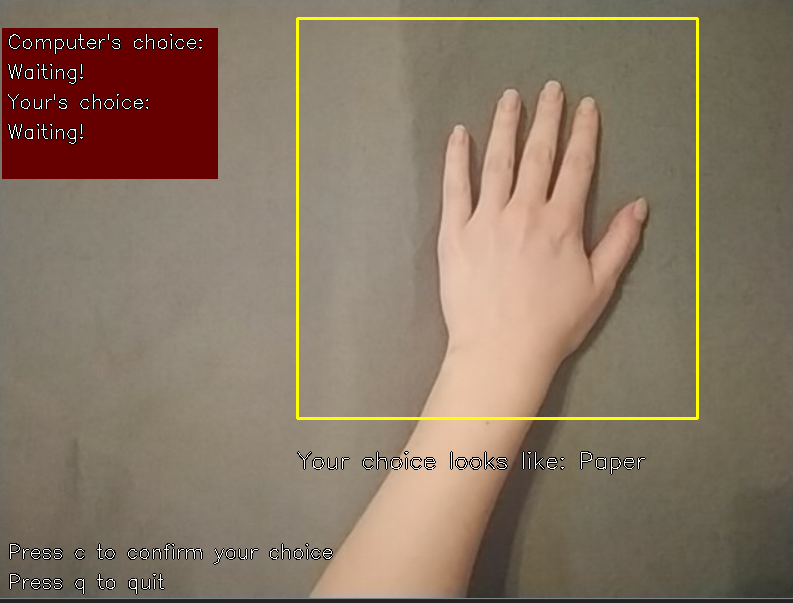 Computer's choice:
Waiting!
Your's choice:
Waiting!
Your choice looks like: Paper
Press c to confirm your choice
Press q to quit